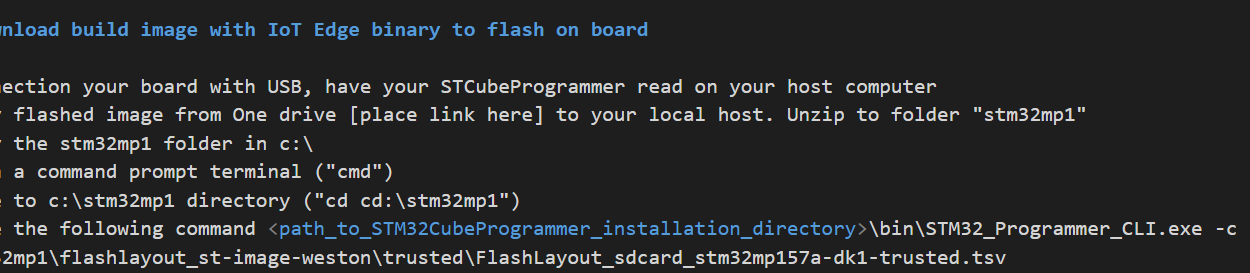 nload build image with IoT Edge binary to flash on board
nection your board with USB, have your STCubeProgrammer read on your host computer
flashed image from One drive [place link here] to your local host. Unzip to folder "stm32mp1"
the stm32mp1 folder in c:\
a command prompt terminal ("cmd")
e to c:\stm32mp1 directory ("cd cd:\stm32mp1")
e the following command <path_to_STM32CubeProgrammer_installation_directory>\bin\STM32_Programmer_CLI.exe -c
2mp1\flashlayout_st-image-weston\trusted\FlashLayout_sdcard_stm32mp157a-dk1-trusted.tsv